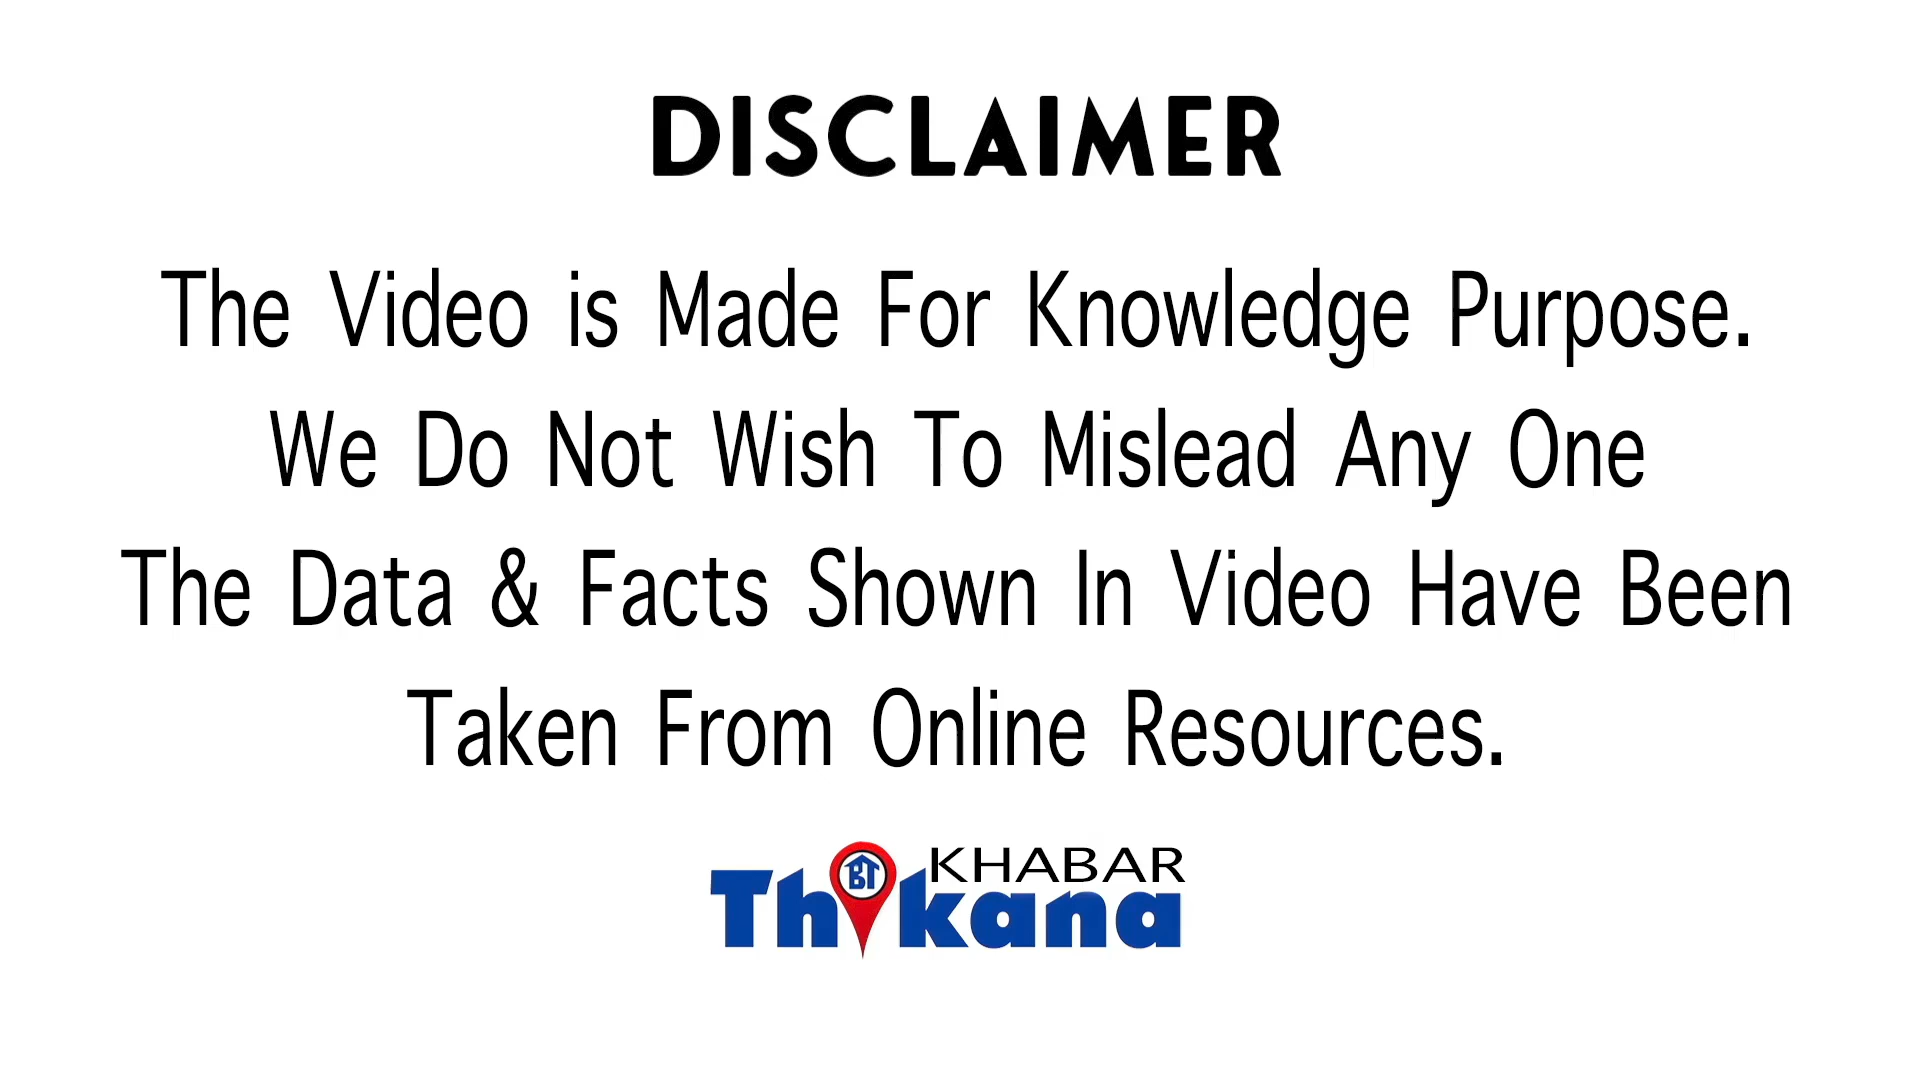 DISCLAIMER
The Video is Made For Knowledge Purpose.
We Do Not Wish To Mislead Any One
The Data & Facts Shown In Video Have Been
Taken From Online Resources.
KHABAR
Thikana
BT